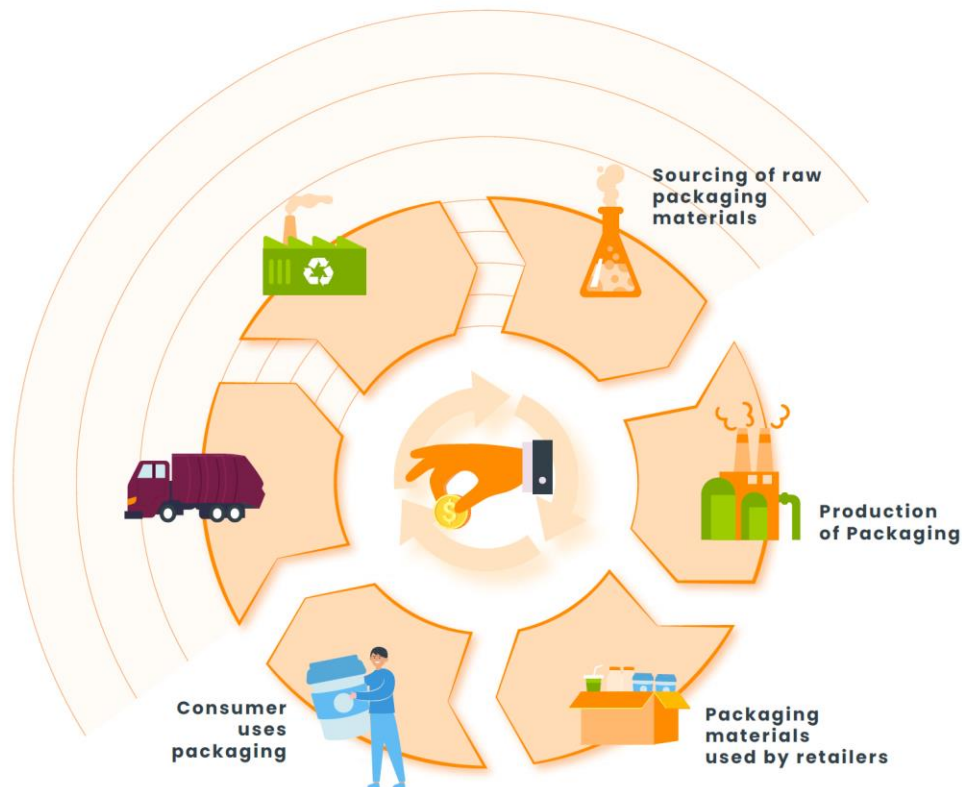 Sourcing of raw
packaging
materials
Production
of Packaging
Packaging
materials
used by retailers
Consumer
uses
packaging
$